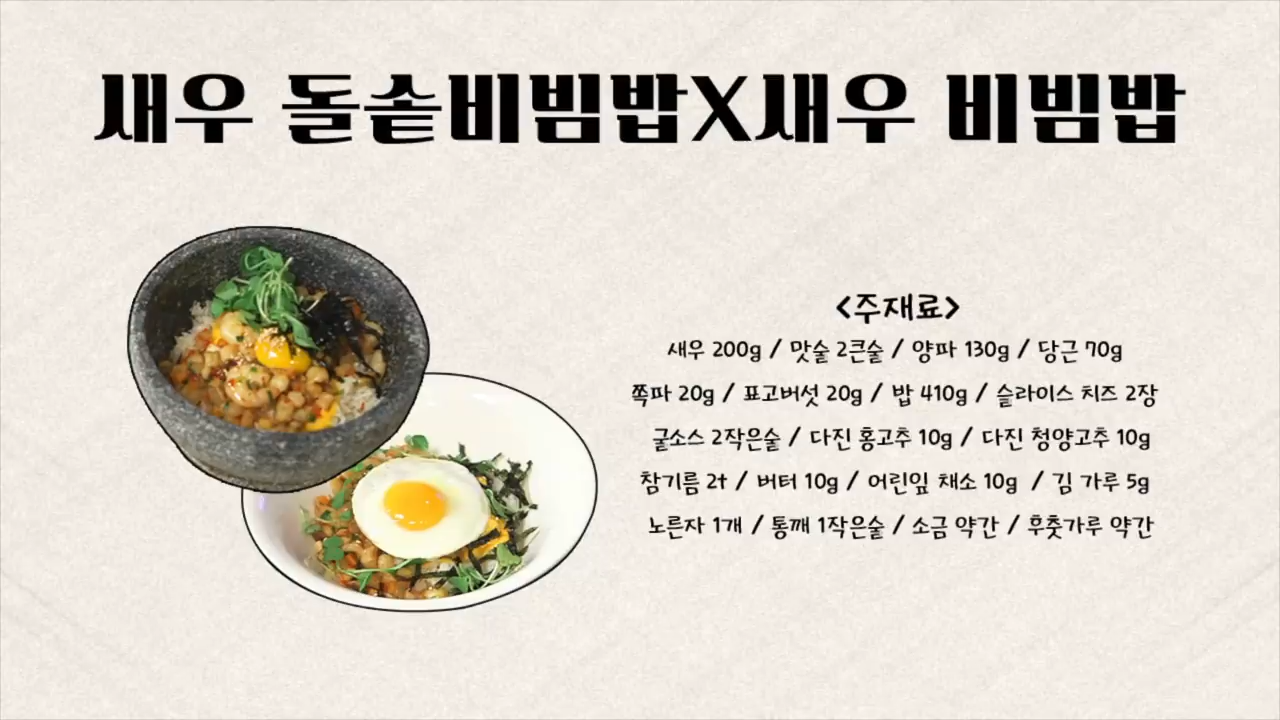 새우 돌솥비빔밥X새우 비빔밥
<주재료>
새우 200g / 맛술 2큰술 / 양파 130g / 당근 70g
쪽파 20g / 표고버섯 20g / 밥 410g / 슬라이스 치즈 2장
굴소스 2작은술 / 다진 홍고추 10g / 다진 청양고추 10g
참기름 2t / 버터 10g / 어린잎 채소 10g / 김 가루 5g
노른자 1개 / 통깨 1작은술 / 소금 약간 / 후춧가루 약간